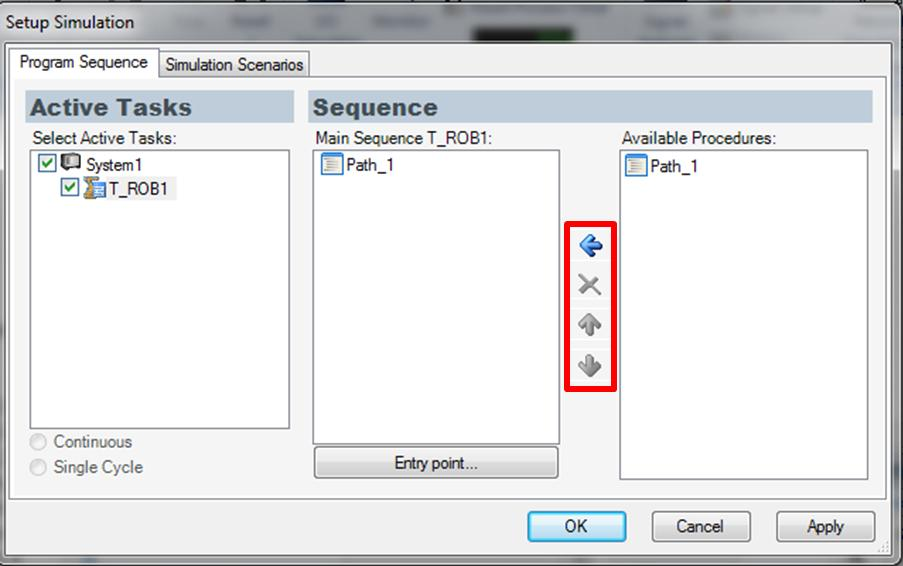 Setup Simulation
Program Sequence
Simulation Scenarios
Active Tasks
Sequence
Select Active Tasks:
Main Sequence T_ROB1:
Available Procedures:
System1
Path_1
Path_1
T_ROB1
Continuous
Single Cycle
Entry point...
OK
Cancel
Apply